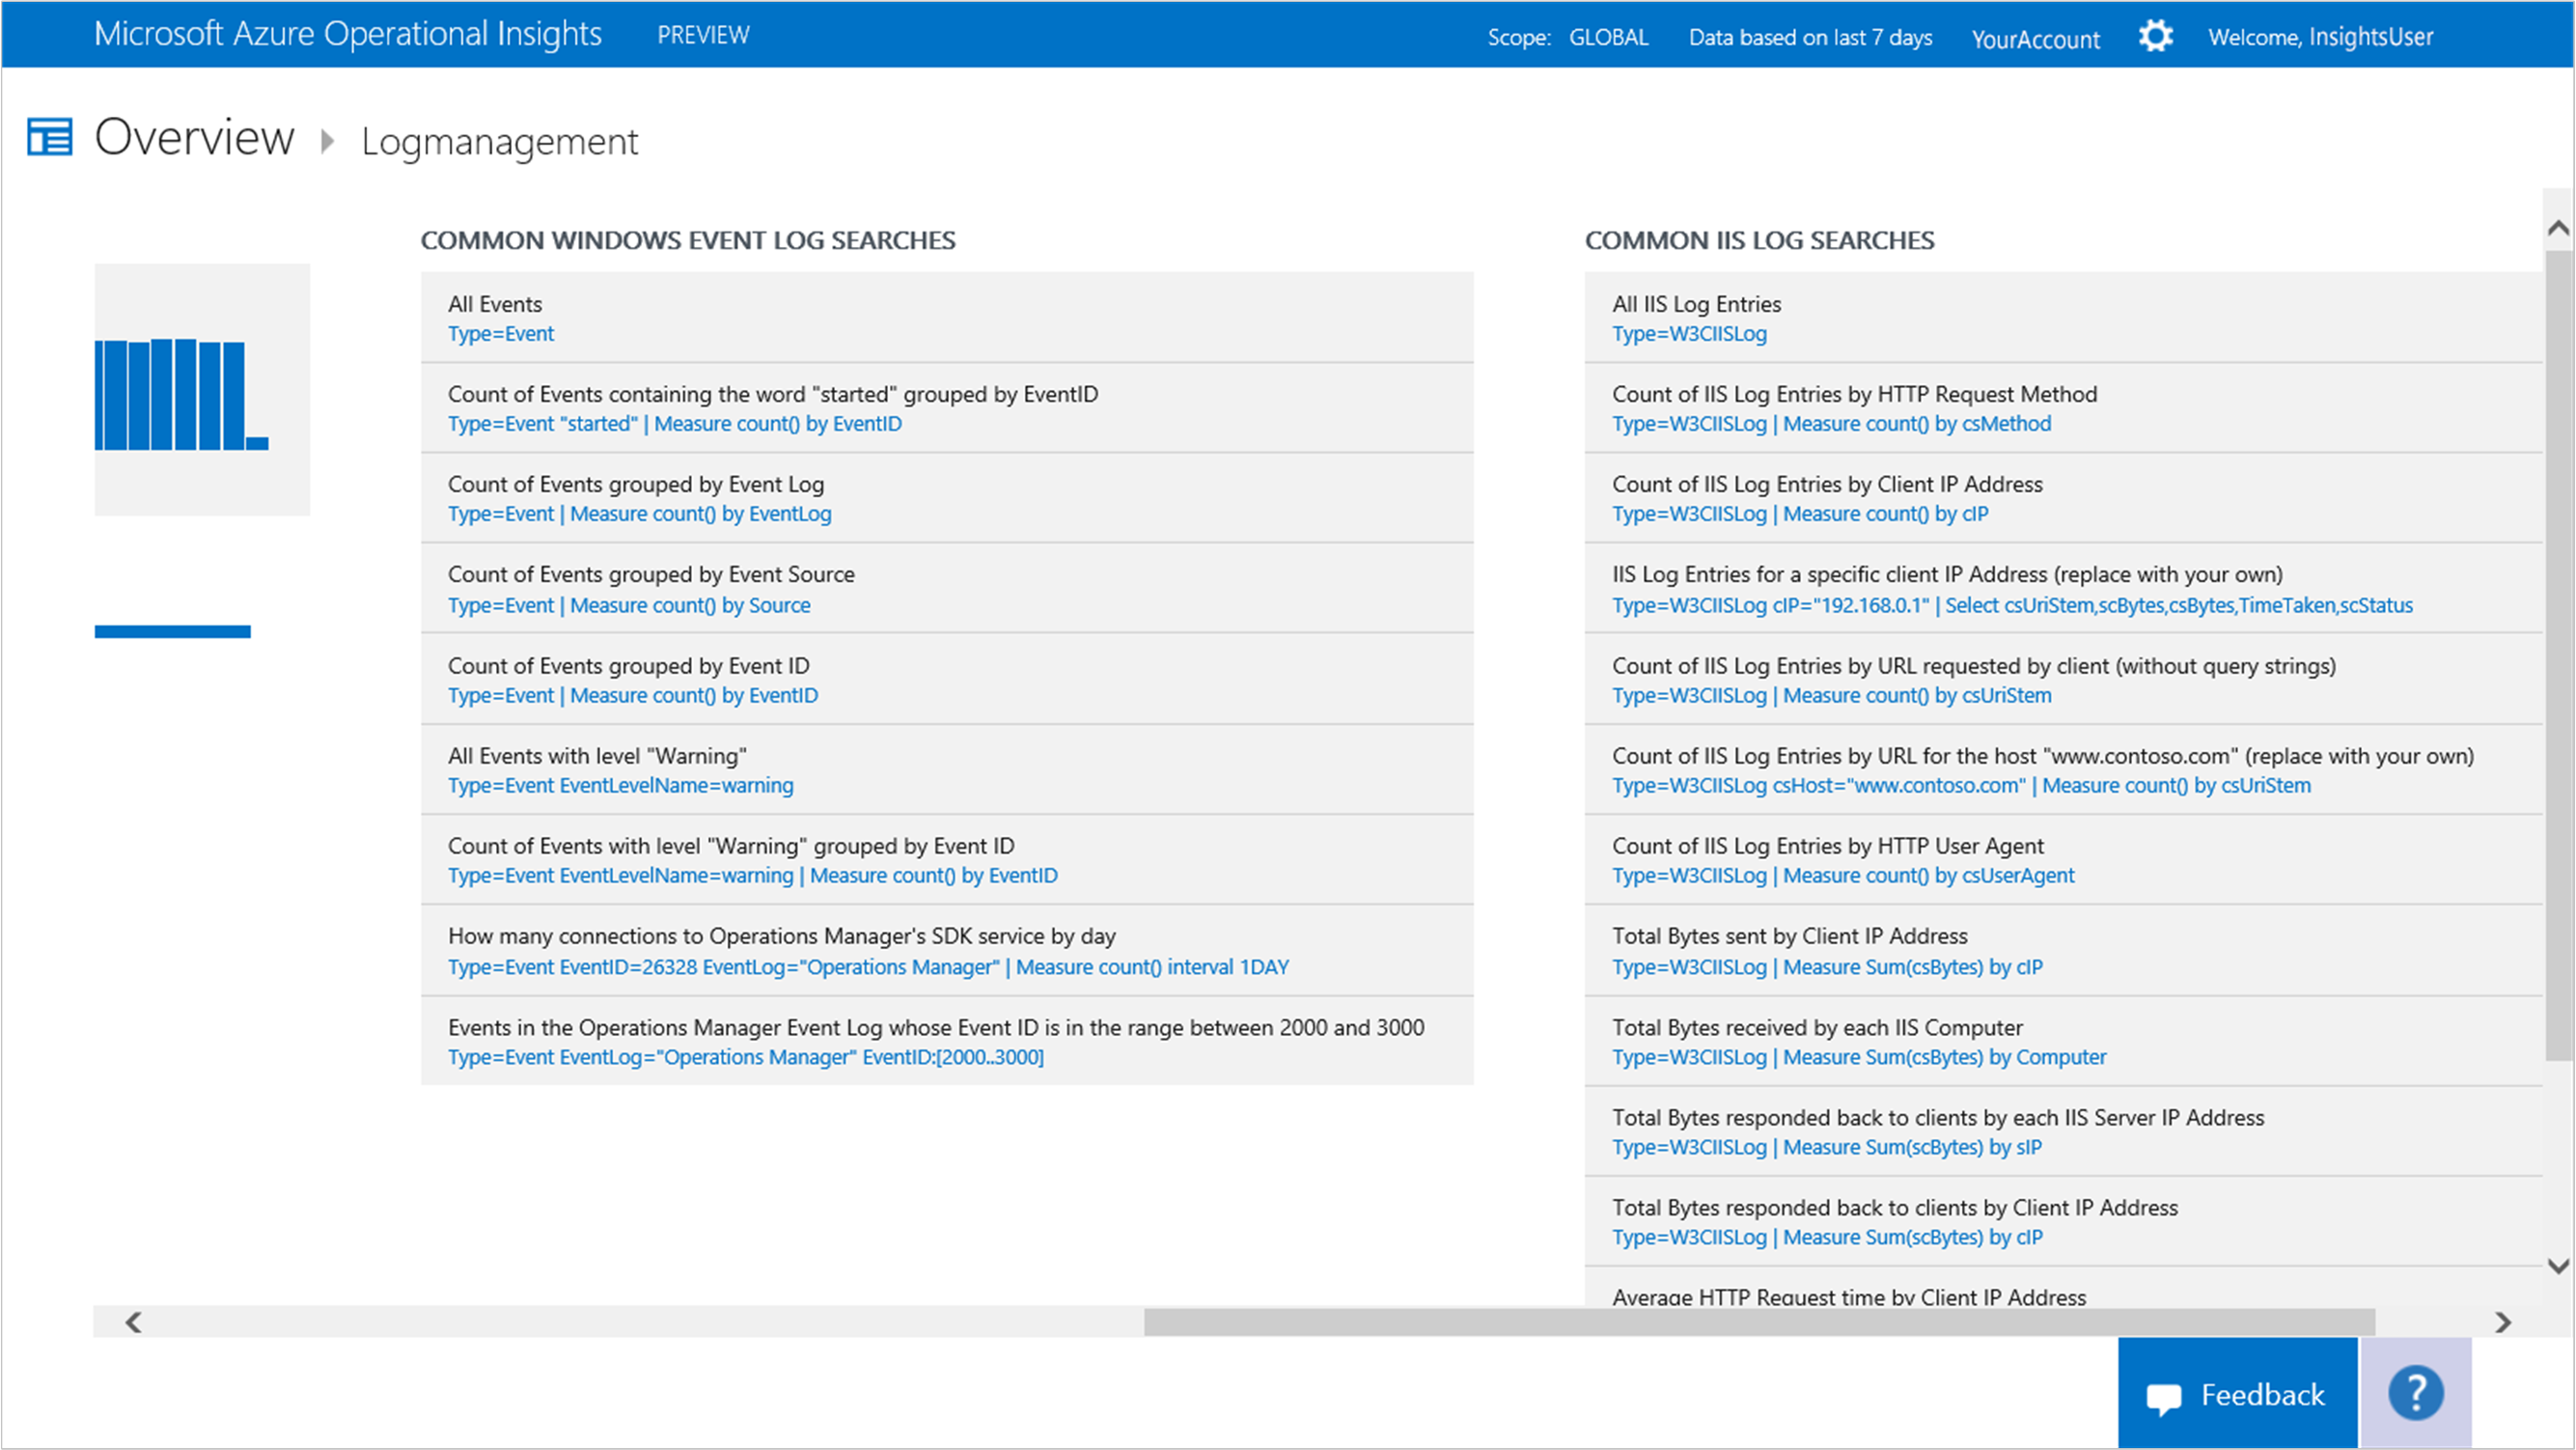 Microsoft Azure Operational Insights PREVIEW Scope: GLOBAL Data based on last 7 days YourAccount Welcome, InsightsUser
Overview Logmanagement
COMMON WINDOWS EVENT LOG SEARCHES
All Events
Type=Event
Count of Events containing the word "started" grouped by EventID
Type=Event "started" | Measure count() by EventID
Count of Events grouped by Event Log
Type=Event | Measure count() by EventLog
Count of Events grouped by Event Source
Type=Event | Measure count() by Source
Count of Events grouped by Event ID
Type=Event | Measure count() by EventID
All Events with level "Warning"
Type=Event EventLevelName=warning
Count of Events with level "Warning" grouped by Event ID
Type=Event EventLevelName=warning | Measure count() by EventID
How many connections to Operations Manager's SDK service by day
Type=Event EventID=26328 EventLog="Operations Manager" | Measure count() interval 1DAY
Events in the Operations Manager Event Log whose Event ID is in the range between 2000 and 3000
Type=Event EventLog="Operations Manager" EventID:[2000..3000]
COMMON IIS LOG SEARCHES
All IIS Log Entries
Type=W3CIISLog
Count of IIS Log Entries by HTTP Request Method
Type=W3CIISLog | Measure count() by csMethod
Count of IIS Log Entries by Client IP Address
Type=W3CIISLog | Measure count() by cIP
IIS Log Entries for a specific client IP Address (replace with your own)
Type=W3CIISLog cIP="192.168.0.1" | Select csUriStem,scBytes,csBytes,TimeTaken,scStatus
Count of IIS Log Entries by URL requested by client (without query strings)
Type=W3CIISLog | Measure count() by csUriStem
Count of IIS Log Entries by URL for the host "www.contoso.com" (replace with your own)
Type=W3CIISLog csHost="www.contoso.com" | Measure count() by csUriStem
Count of IIS Log Entries by HTTP User Agent
Type=W3CIISLog | Measure count() by csUserAgent
Total Bytes sent by Client IP Address
Type=W3CIISLog | Measure Sum(csBytes) by cIP
Total Bytes received by each IIS Computer
Type=W3CIISLog | Measure Sum(csBytes) by Computer
Total Bytes responded back to clients by each IIS Server IP Address
Type=W3CIISLog | Measure Sum(scBytes) by sIP
Total Bytes responded back to clients by Client IP Address
Type=W3CIISLog | Measure Sum(scBytes) by cIP
Average HTTP Request time by Client IP Address
Feedback ?